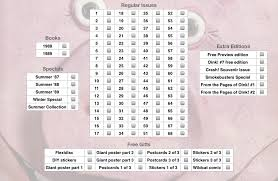 Regular Issues
1 18 35 52
2 19 36 53
3 20 37 54
4 21 38 55
5 22 39 56
6 23 40 57
7 24 41 58
8 25 42 59
9 26 43 60
10 27 44 61
11 28 45 62
12 29 46 63
13 30 47 64
14 31 48 65
15 32 49 66
16 33 50 67
17 34 51 68
Books
1988
1989
Specials
Summer '87
Summer '88
Winter Special
Summer Collection
Extra Editions
Free Preview edition
Oink! #7 free edition
Crash! Souvenir Issue
Smokebusters Special
From the Pages of Oink! #1
From the Pages of Oink! #2
Free Gifts
Flexidisc Giant poster part 2 Postcards 2 of 3 Stickers 2 of 3
DIY stickers Giant poster part 3 Postcards 3 of 3 Stickers 3 of 3
Giant poster part 1 Postcards 1 of 3 Stickers 1 of 3 Wildcat comic